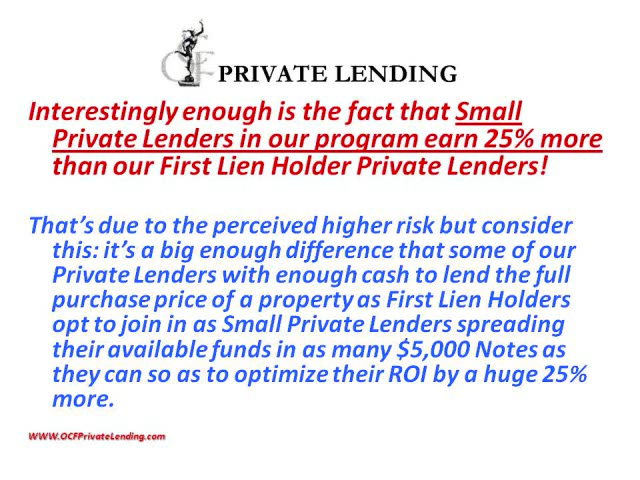 OCF PRIVATE LENDING
Interestingly enough is the fact that Small
Private Lenders in our program earn 25% more
than our First Lien Holder Private Lenders!
That's due to the perceived higher risk but consider
this: it's a big enough difference that some of our
Private Lenders with enough cash to lend the full
purchase price of a property as First Lien Holders
opt to join in as Small Private Lenders spreading
their available funds in as many $5,000 Notes as
they can so as to optimize their ROI by a huge 25%
more.
WWW.OCFPrivateLending.com